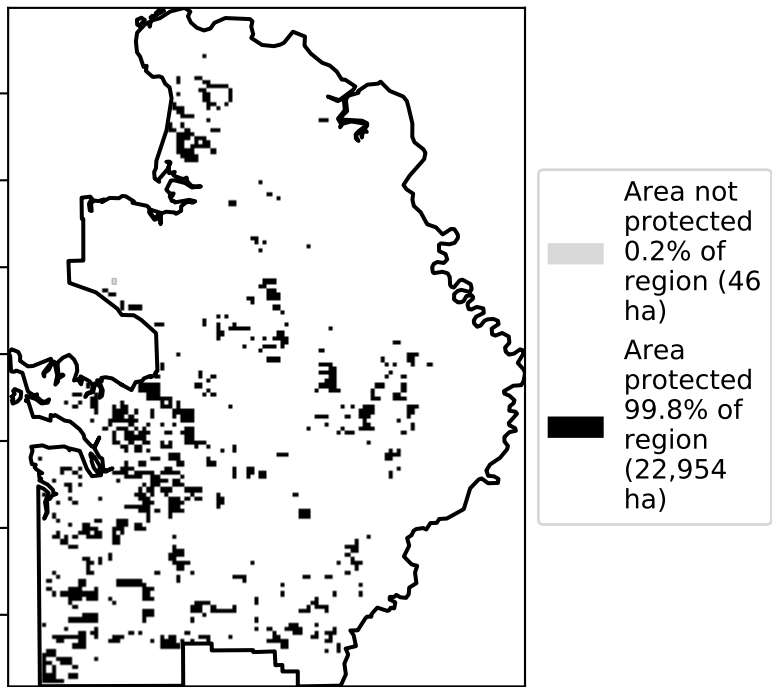 Area not
protected
0.2% of
region (46
ha)
Area
protected
99.8% of
region
(22,954
ha)